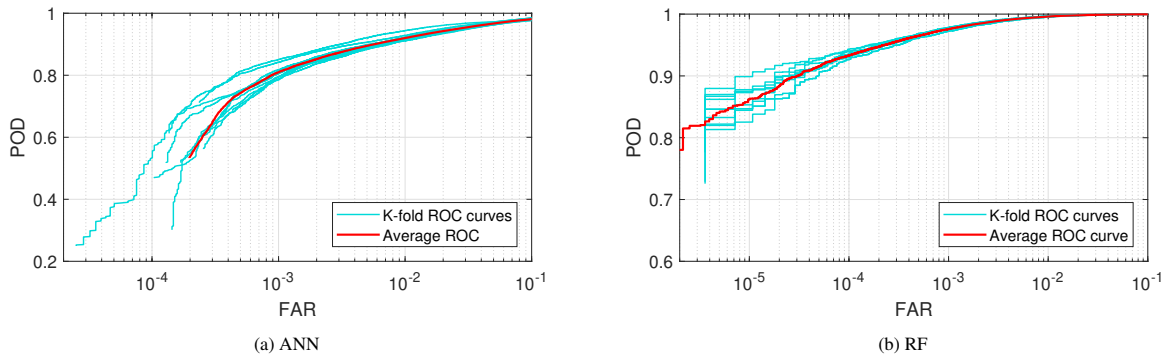 1
0.8
0.6
0.4
0.2
POD
10^-4
10^-3
10^-2
10^-1
FAR
K-fold ROC curves
Average ROC
(a) ANN
1
0.9
0.8
0.7
0.6
POD
10^-5
10^-4
10^-3
10^-2
10^-1
FAR
K-fold ROC curves
Average ROC curve
(b) RF